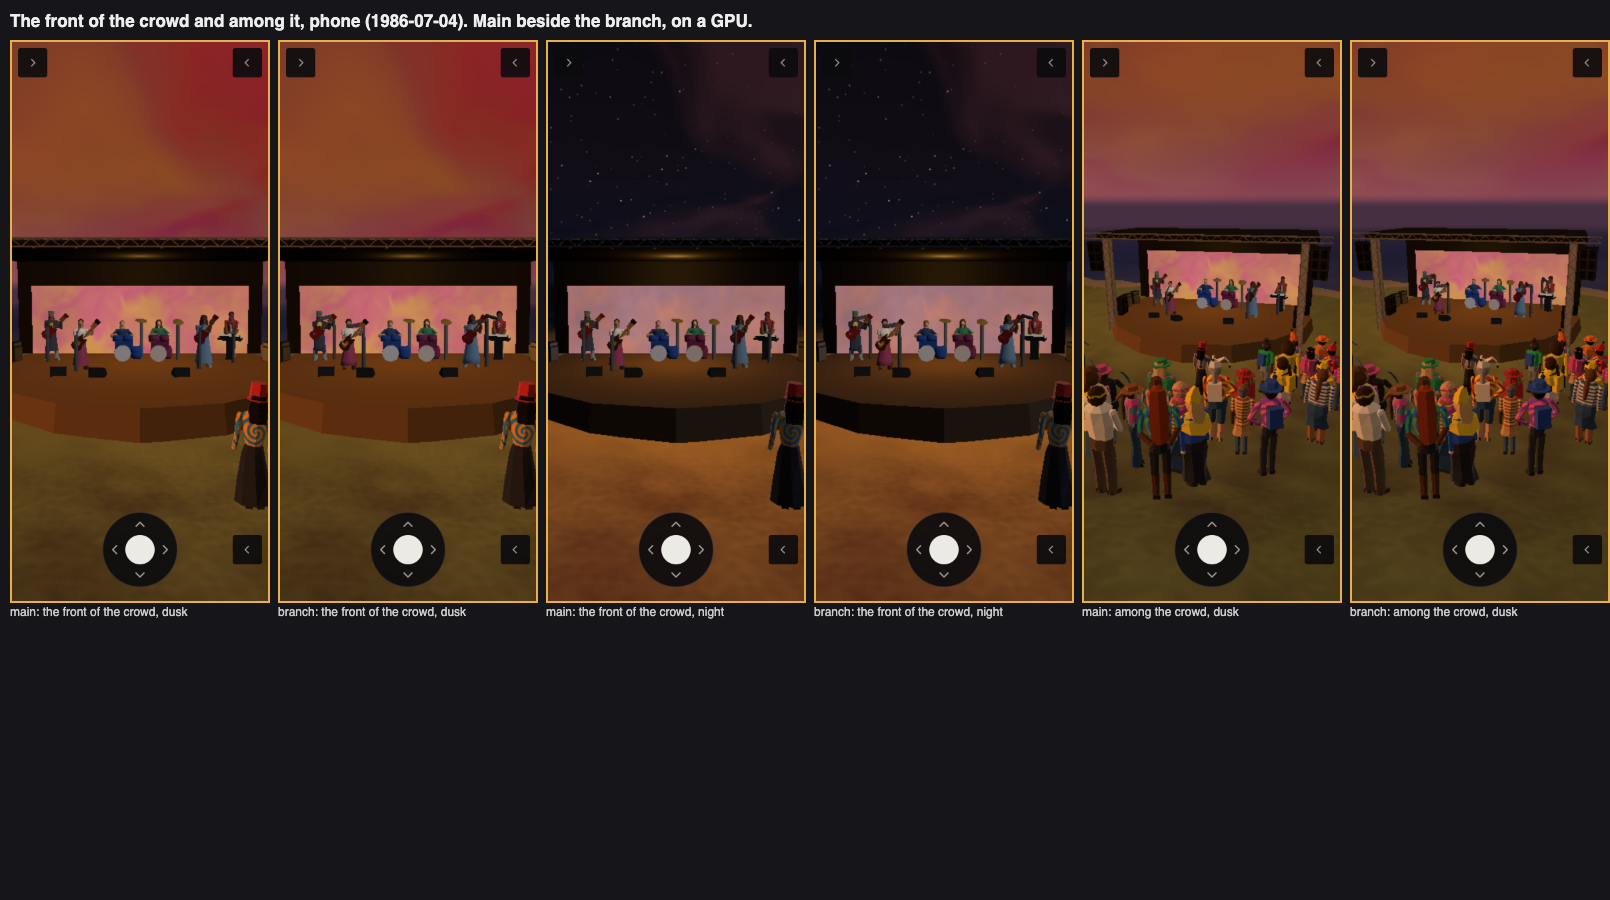 The front of the crowd and among it, phone (1986-07-04). Main beside the branch, on a GPU.
main: the front of the crowd, dusk
branch: the front of the crowd, dusk
main: the front of the crowd, night
branch: the front of the crowd, night
main: among the crowd, dusk
branch: among the crowd, dusk